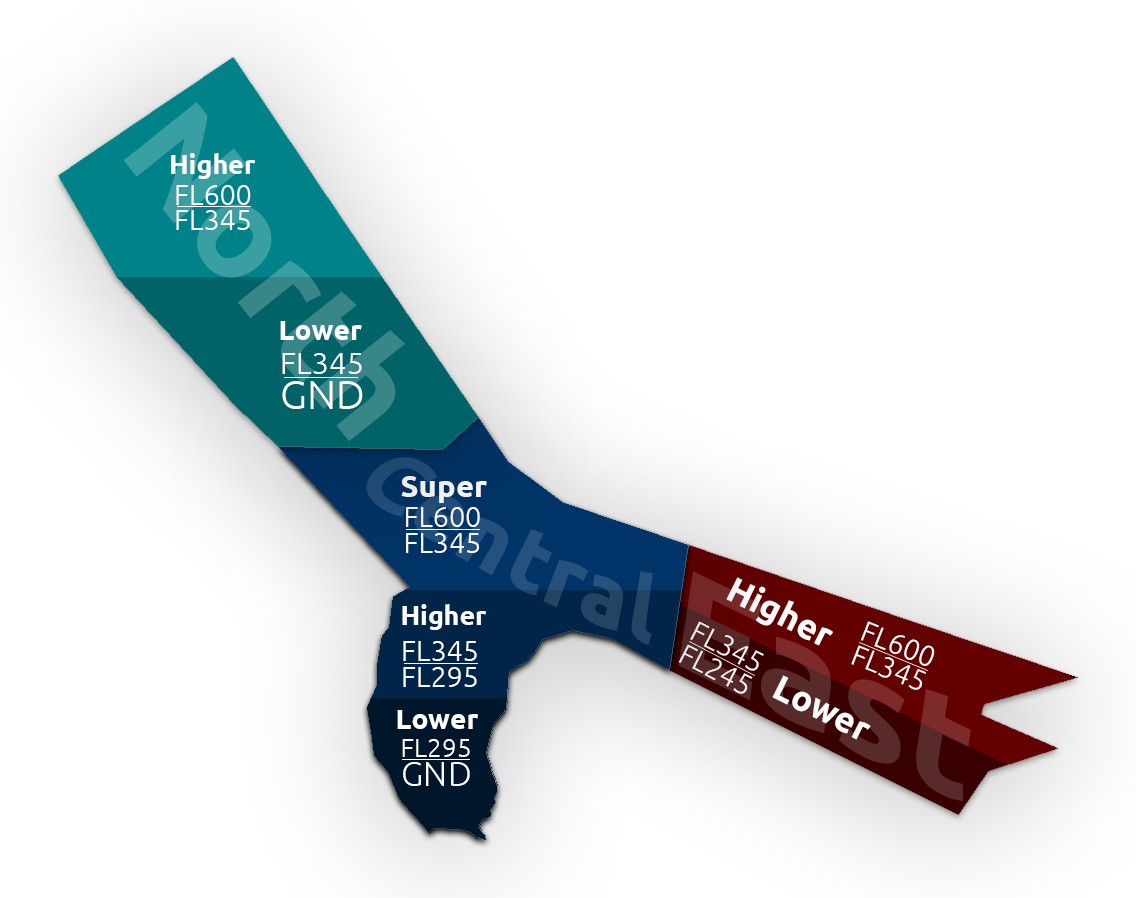 North
Higher
FL600
FL345
Lower
FL345
GND
central
Super
FL600
FL345
Higher
FL345
FL295
Lower
FL295
GND
East
Higher
FL600
FL345
Lower
FL345
FL245